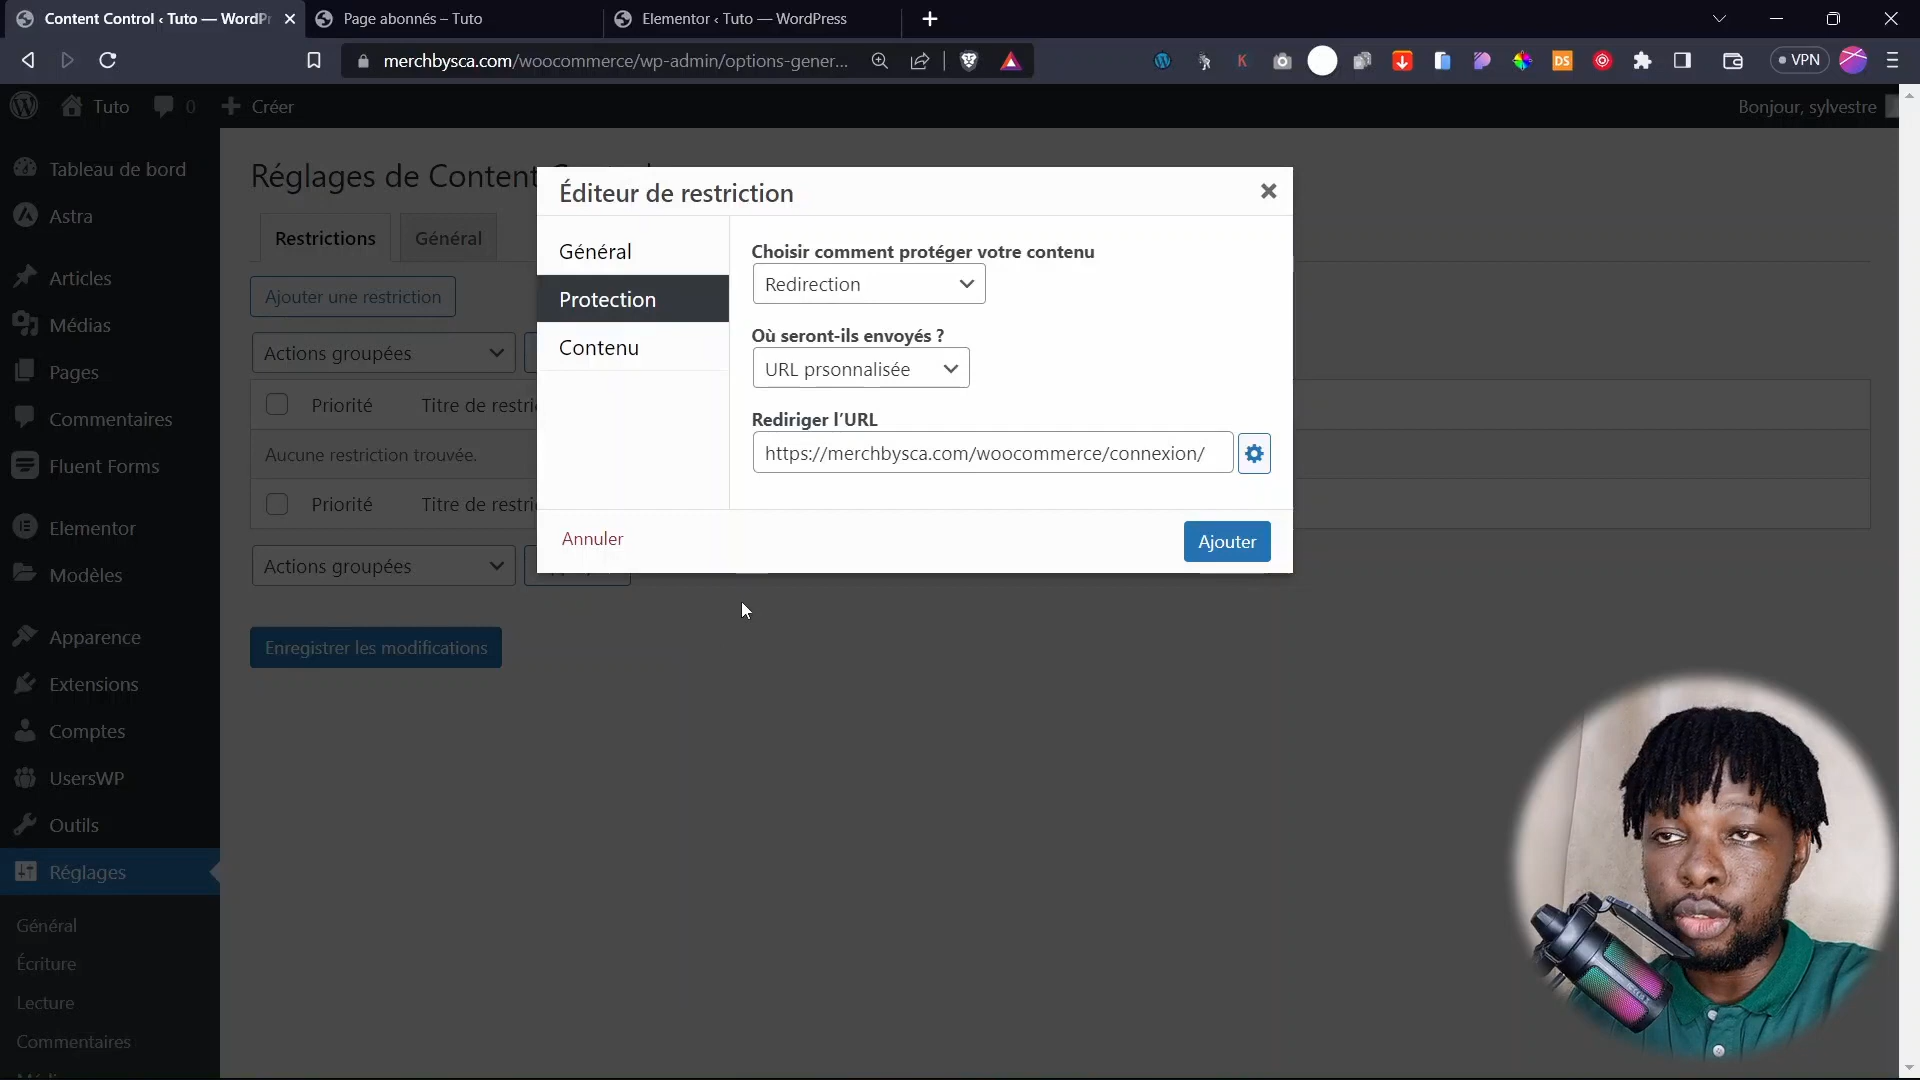 Content Control ‹ Tuto — WordPr
Page abonnés – Tuto
Elementor ‹ Tuto — WordPress
merchbysca.com/woocommerce/wp-admin/options-gener...
VPN
Tuto
0
Créer
Bonjour, sylvestre
Tableau de bord
Astra
Articles
Médias
Pages
Commentaires
Fluent Forms
Elementor
Modèles
Apparence
Extensions
Comptes
UsersWP
Outils
Réglages
Général
Écriture
Lecture
Commentaires
Réglages de Content
Restrictions
Général
Ajouter une restriction
Actions groupées
Priorité
Titre de restri
Aucune restriction trouvée.
Priorité
Titre de restri
Actions groupées
Enregistrer les modifications
Éditeur de restriction
Général
Protection
Contenu
Choisir comment protéger votre contenu
Redirection
Où seront-ils envoyés ?
URL prsonnalisée
Rediriger l’URL
https://merchbysca.com/woocommerce/connexion/
Annuler
Ajouter